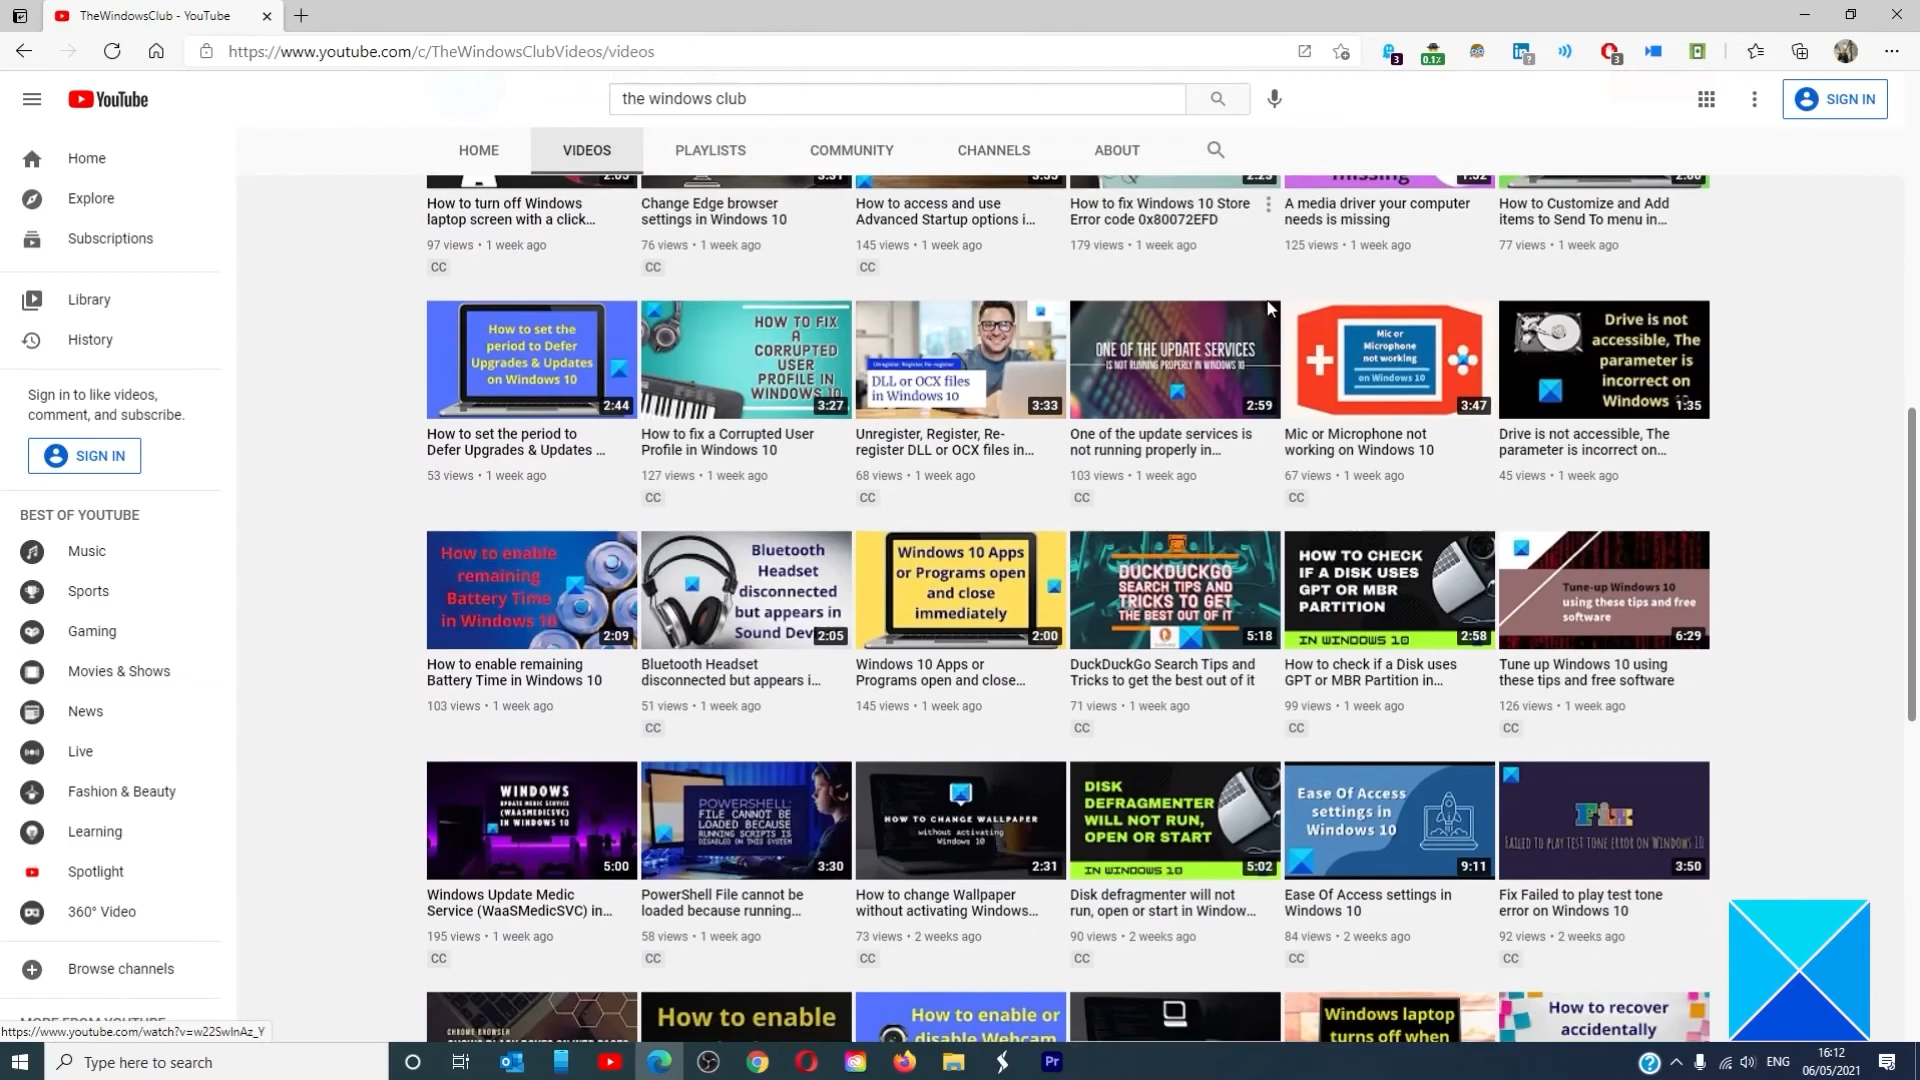 TheWindowsClub - YouTube
https://www.youtube.com/c/TheWindowsClubVideos/videos
3
0.1%
?
3
YouTube
the windows club
SIGN IN
HOME
VIDEOS
PLAYLISTS
COMMUNITY
CHANNELS
ABOUT
Home
Explore
Subscriptions
Library
History
Sign in to like videos,
comment, and subscribe.
SIGN IN
BEST OF YOUTUBE
Music
Sports
Gaming
Movies & Shows
News
Live
Fashion & Beauty
Learning
Spotlight
360° Video
Browse channels
How to turn off Windows
laptop screen with a click...
97 views • 1 week ago
CC
Change Edge browser
settings in Windows 10
76 views • 1 week ago
CC
How to access and use
Advanced Startup options i...
145 views • 1 week ago
CC
How to fix Windows 10 Store
Error code 0x80072EFD
179 views • 1 week ago
A media driver your computer
needs is missing
125 views • 1 week ago
How to Customize and Add
items to Send To menu in...
77 views • 1 week ago
How to set the
period to Defer
Upgrades & Updates
on Windows 10
2:44
How to set the period to
Defer Upgrades & Updates ...
53 views • 1 week ago
HOW TO FIX
A
CORRUPTED
USER
PROFILE IN
WINDOWS 10
3:27
How to fix a Corrupted User
Profile in Windows 10
127 views • 1 week ago
CC
Unregister, Register, Re-register
DLL or OCX files
in Windows 10
3:33
Unregister, Register, Re-
register DLL or OCX files in...
68 views • 1 week ago
CC
ONE OF THE UPDATE SERVICES
IS NOT RUNNING PROPERLY IN WINDOWS 10
2:59
One of the update services is
not running properly in...
103 views • 1 week ago
CC
Mic or
Microphone
not working
on Windows 10
3:47
Mic or Microphone not
working on Windows 10
67 views • 1 week ago
CC
Drive is not
accessible, The
parameter is
incorrect on
Windows
1:35
Drive is not accessible, The
parameter is incorrect on...
45 views • 1 week ago
How to enable
remaining
Battery Time
in Windows 10
2:09
How to enable remaining
Battery Time in Windows 10
103 views • 1 week ago
Bluetooth
Headset
disconnected
but appears in
Sound Dev
2:05
Bluetooth Headset
disconnected but appears i...
51 views • 1 week ago
CC
Windows 10 Apps
or Programs open
and close
immediately
2:00
Windows 10 Apps or
Programs open and close...
145 views • 1 week ago
DUCKDUCKGO
SEARCH TIPS AND
TRICKS TO GET
THE BEST OUT OF IT
5:18
DuckDuckGo Search Tips and
Tricks to get the best out of it
71 views • 1 week ago
CC
HOW TO CHECK
IF A DISK USES
GPT OR MBR
PARTITION
IN WINDOWS 10
2:58
How to check if a Disk uses
GPT or MBR Partition in...
99 views • 1 week ago
CC
Tune-up Windows 10
using these tips and free
software
6:29
Tune up Windows 10 using
these tips and free software
126 views • 1 week ago
CC
WINDOWS
UPDATE MEDIC SERVICE
(WAASMEDICSVC)
IN WINDOWS 10
5:00
Windows Update Medic
Service (WaaSMedicSVC) in...
195 views • 1 week ago
CC
POWERSHELL:
FILE CANNOT BE
LOADED BECAUSE
RUNNING SCRIPTS IS
DISABLED ON THIS SYSTEM
3:30
PowerShell File cannot be
loaded because running...
58 views • 1 week ago
CC
HOW TO CHANGE WALLPAPER
without activating
Windows 10
2:31
How to change Wallpaper
without activating Windows...
73 views • 2 weeks ago
CC
DISK
DEFRAGMENTER
WILL NOT RUN,
OPEN OR START
IN WINDOWS 10
5:02
Disk defragmenter will not
run, open or start in Window...
90 views • 2 weeks ago
CC
Ease Of Access
settings in
Windows 10
9:11
Ease Of Access settings in
Windows 10
84 views • 2 weeks ago
CC
Fix
FAILED TO PLAY TEST TONE ERROR ON WINDOWS 10
3:50
Fix Failed to play test tone
error on Windows 10
92 views • 2 weeks ago
CC
CHROME BROWSER
How to enable
How to enable or
disable Webcam
Windows laptop
turns off when
How to recover
accidentally
https://www.youtube.com/watch?v=w22SwInAz_Y
Type here to search
Pr
ENG
16:12
06/05/2021